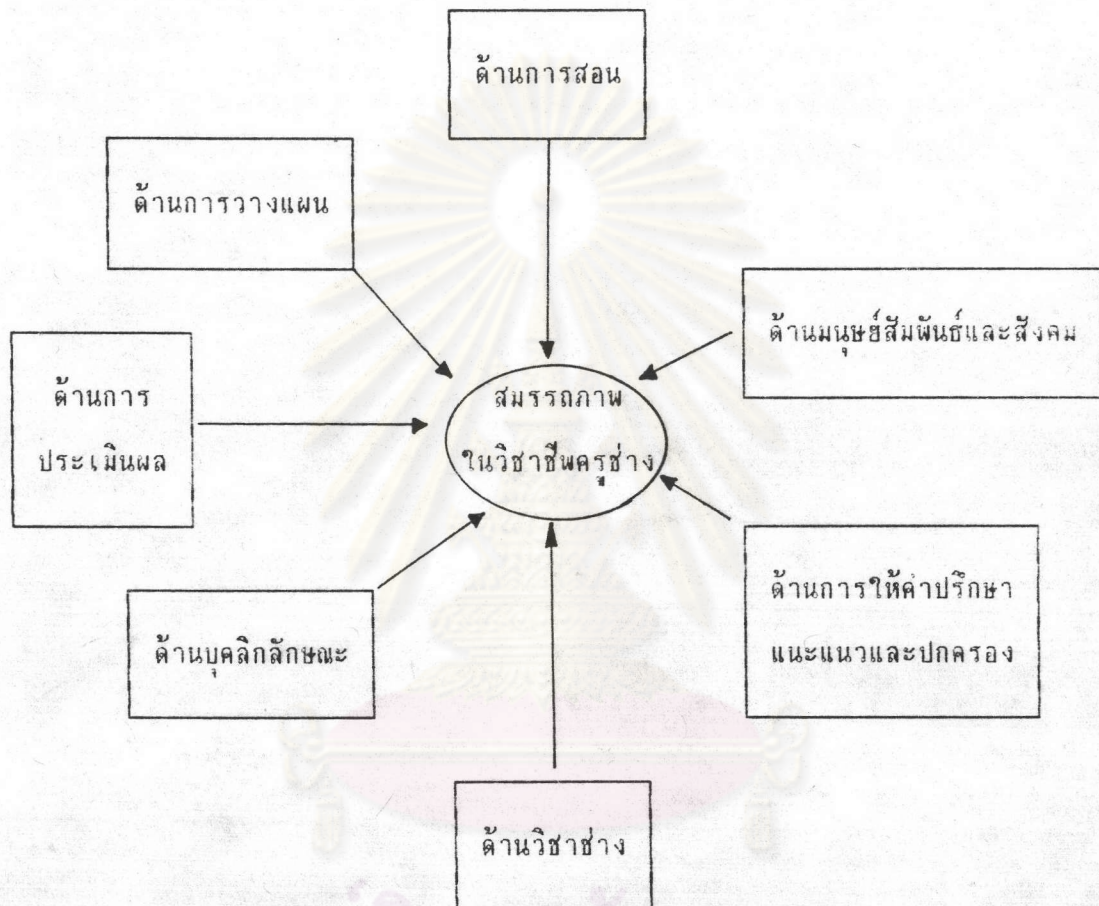 ด้านการสอน
ด้านการวางแผน
ด้านมนุษย์สัมพันธ์และสังคม
ด้านการ
ประเมินผล
สมรรถภาพ
ในวิชาชีพครูช่าง
ด้านการให้คำปรึกษา
แนะแนวและปกครอง
ด้านบุคลิกลักษณะ
ด้านวิชาช่าง